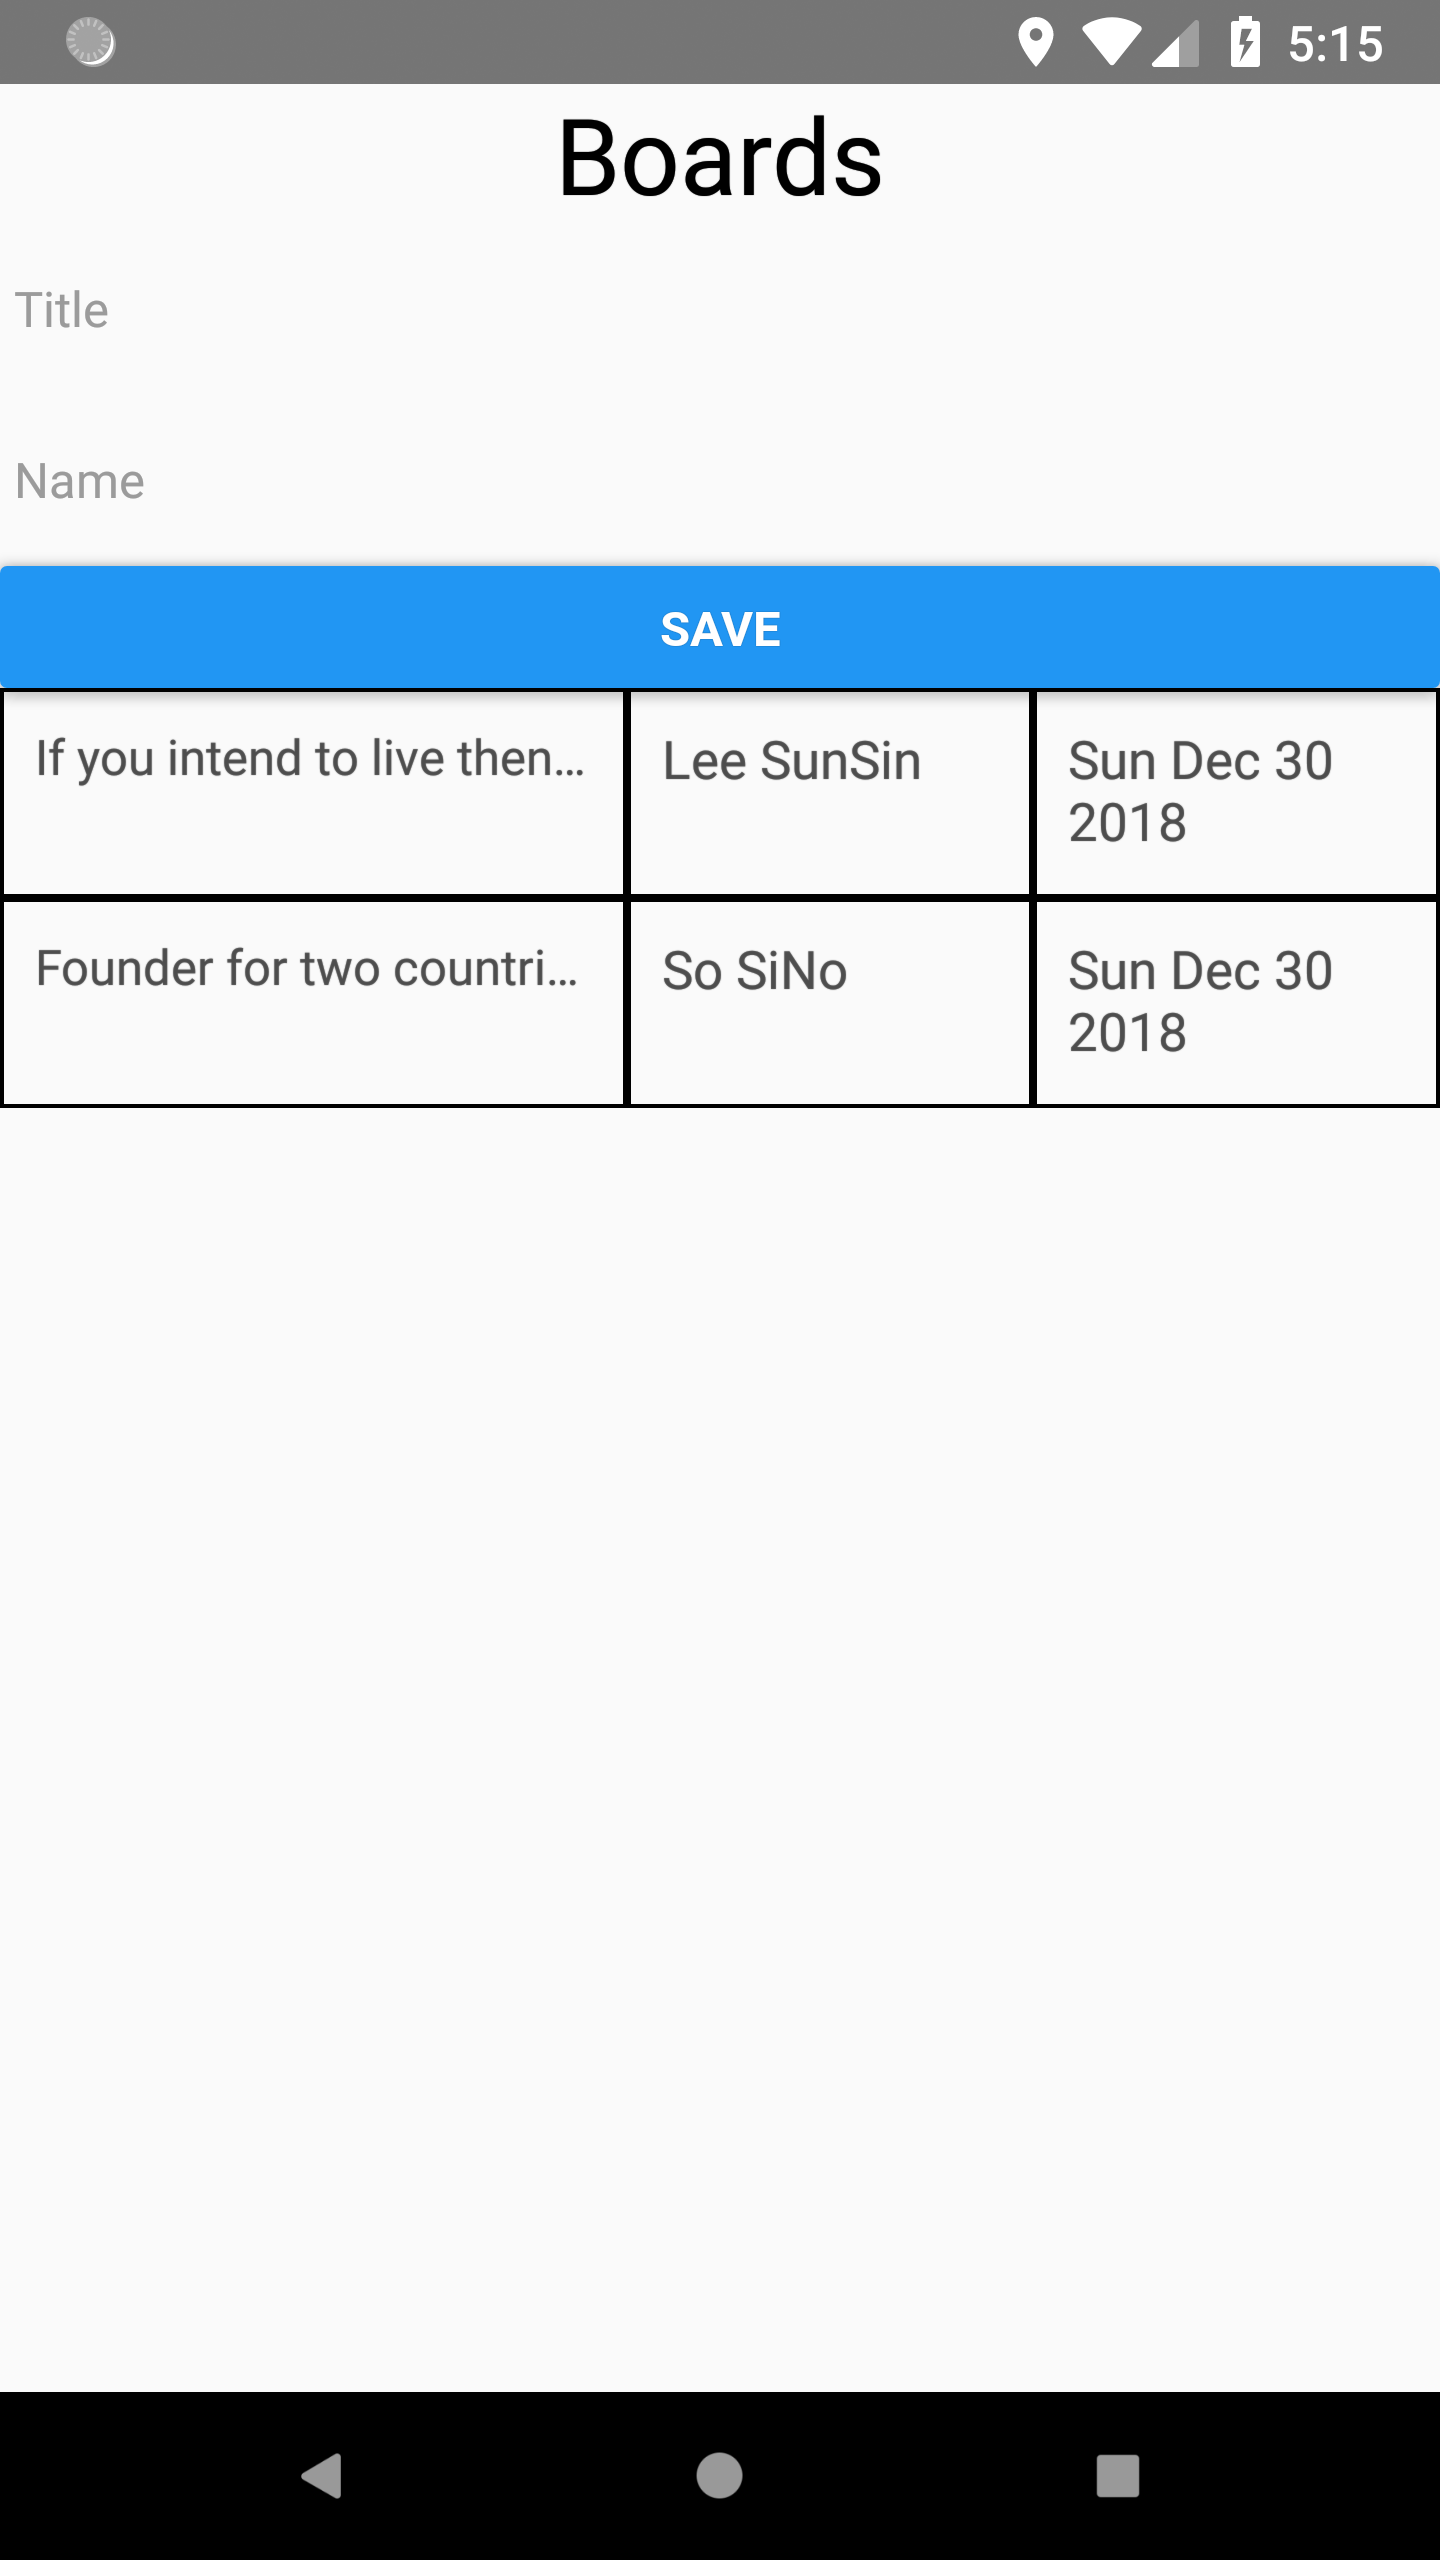 5:15
Boards
Title
Name
SAVE
If you intend to live then…
Lee SunSin
Sun Dec 30
2018
Founder for two countri…
So SiNo
Sun Dec 30
2018